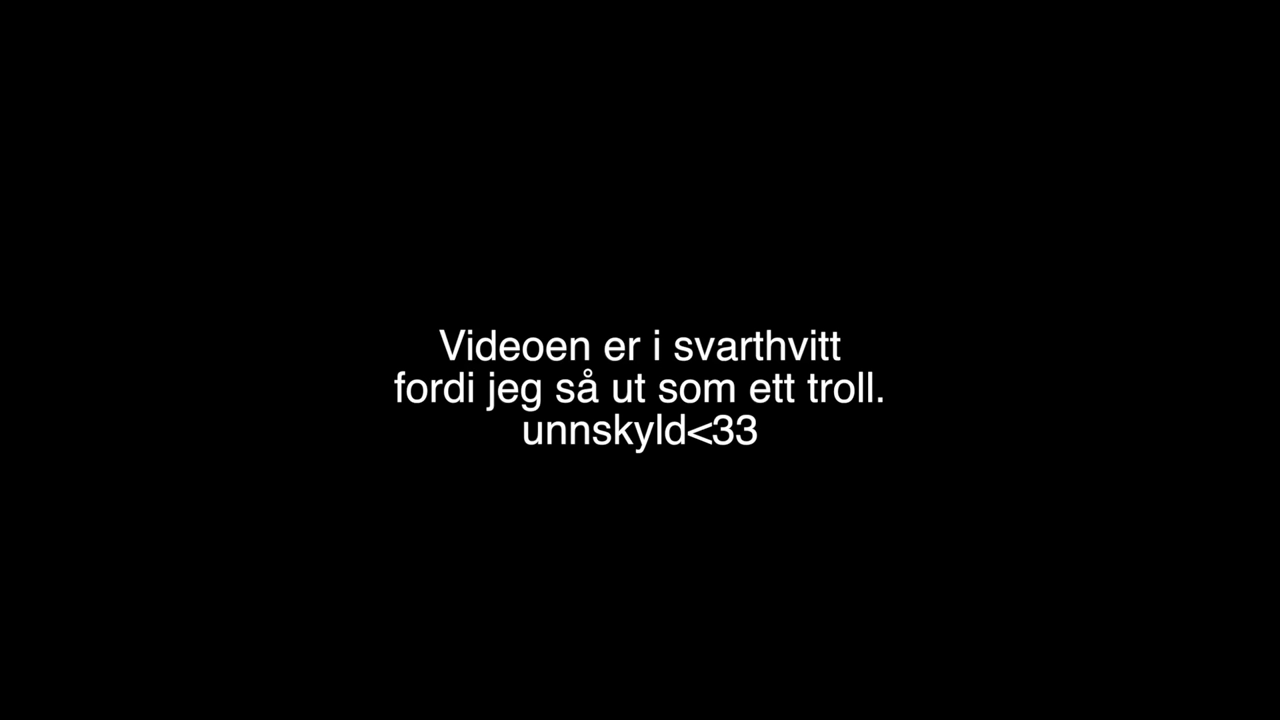 Videoen er i svarthvitt
fordi jeg så ut som ett troll.
unnskyld<33